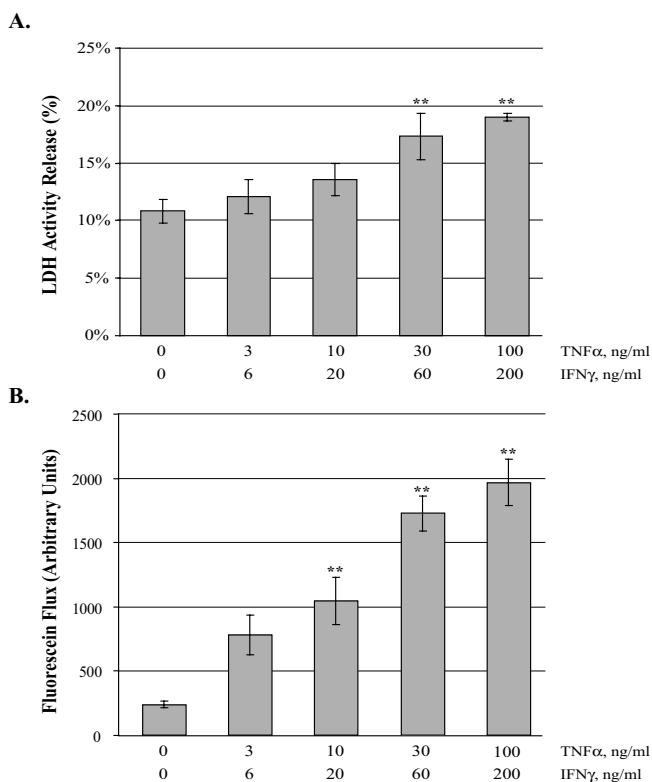 A.
25%
20%
15%
10%
5%
0%
LDH Activity Release (%)
** **
0 3 10 30 100 TNFα, ng/ml
0 6 20 60 200 IFNγ, ng/ml
B.
2500
2000
1500
1000
500
0
Fluorescein Flux (Arbitrary Units)
** ** **
0 3 10 30 100 TNFα, ng/ml
0 6 20 60 200 IFNγ, ng/ml